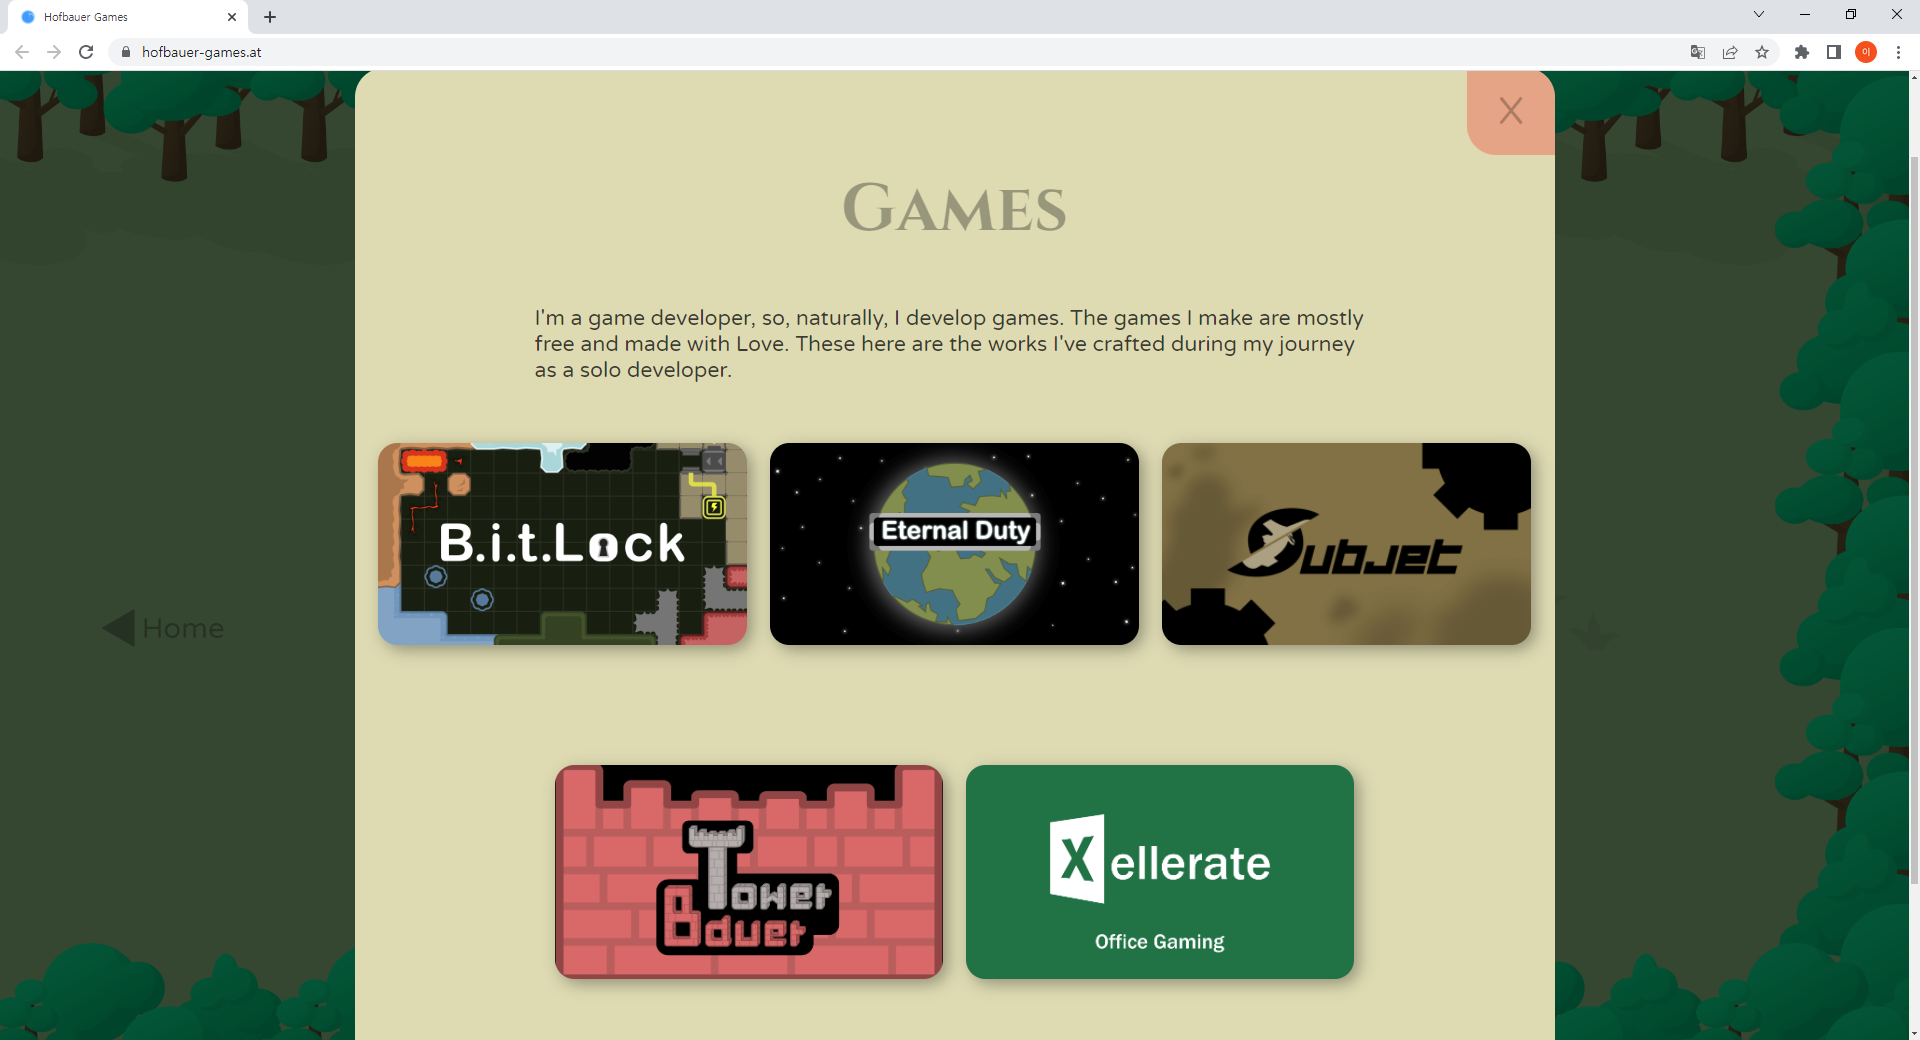 Hofbauer Games
hofbauer-games.at
이
X
GAMES
I'm a game developer, so, naturally, I develop games. The games I make are mostly
free and made with Love. These here are the works I've crafted during my journey
as a solo developer.
B.i.t.Lock
Eternal Duty
SUBJET
Home
Tower
Bauer
Xellerate
Office Gaming